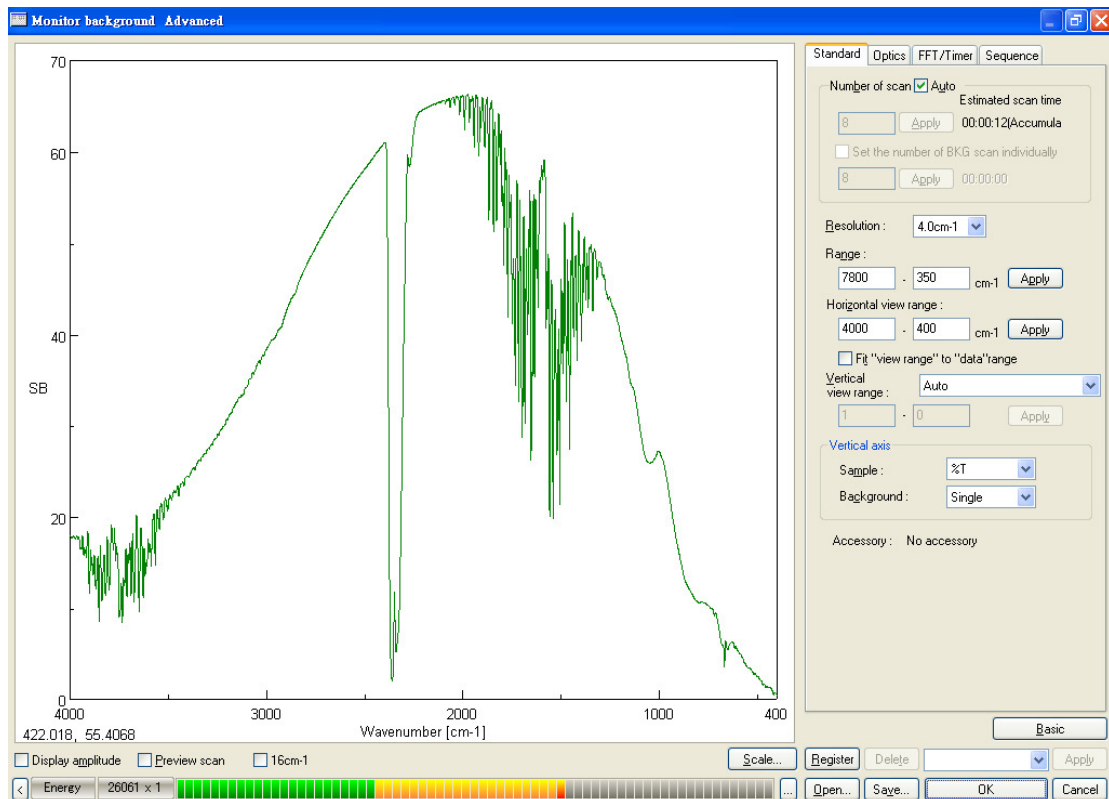 Monitor background Advanced
70
60
40
20
0
SB
4000
3000
2000
1000
400
Wavenumber [cm-1]
422.018, 55.4068
Standard Optics FFT/Timer Sequence
Number of scan Auto
Estimated scan time
8 Apply 00:00:12(Accumula
Set the number of BKG scan individually
8 Apply 00:00:00
Resolution : 4.0cm-1
Range :
7800 - 350 cm-1 Apply
Horizontal view range :
4000 - 400 cm-1 Apply
Fit "view range" to "data"range
Vertical
view range : Auto
1 - 0 Apply
Vertical axis
Sample : %T
Background : Single
Accessory : No accessory
Basic
Display amplitude Preview scan 16cm-1 Scale... Register Delete Apply
< Energy 26061 x 1 ... Open... Save... OK Cancel